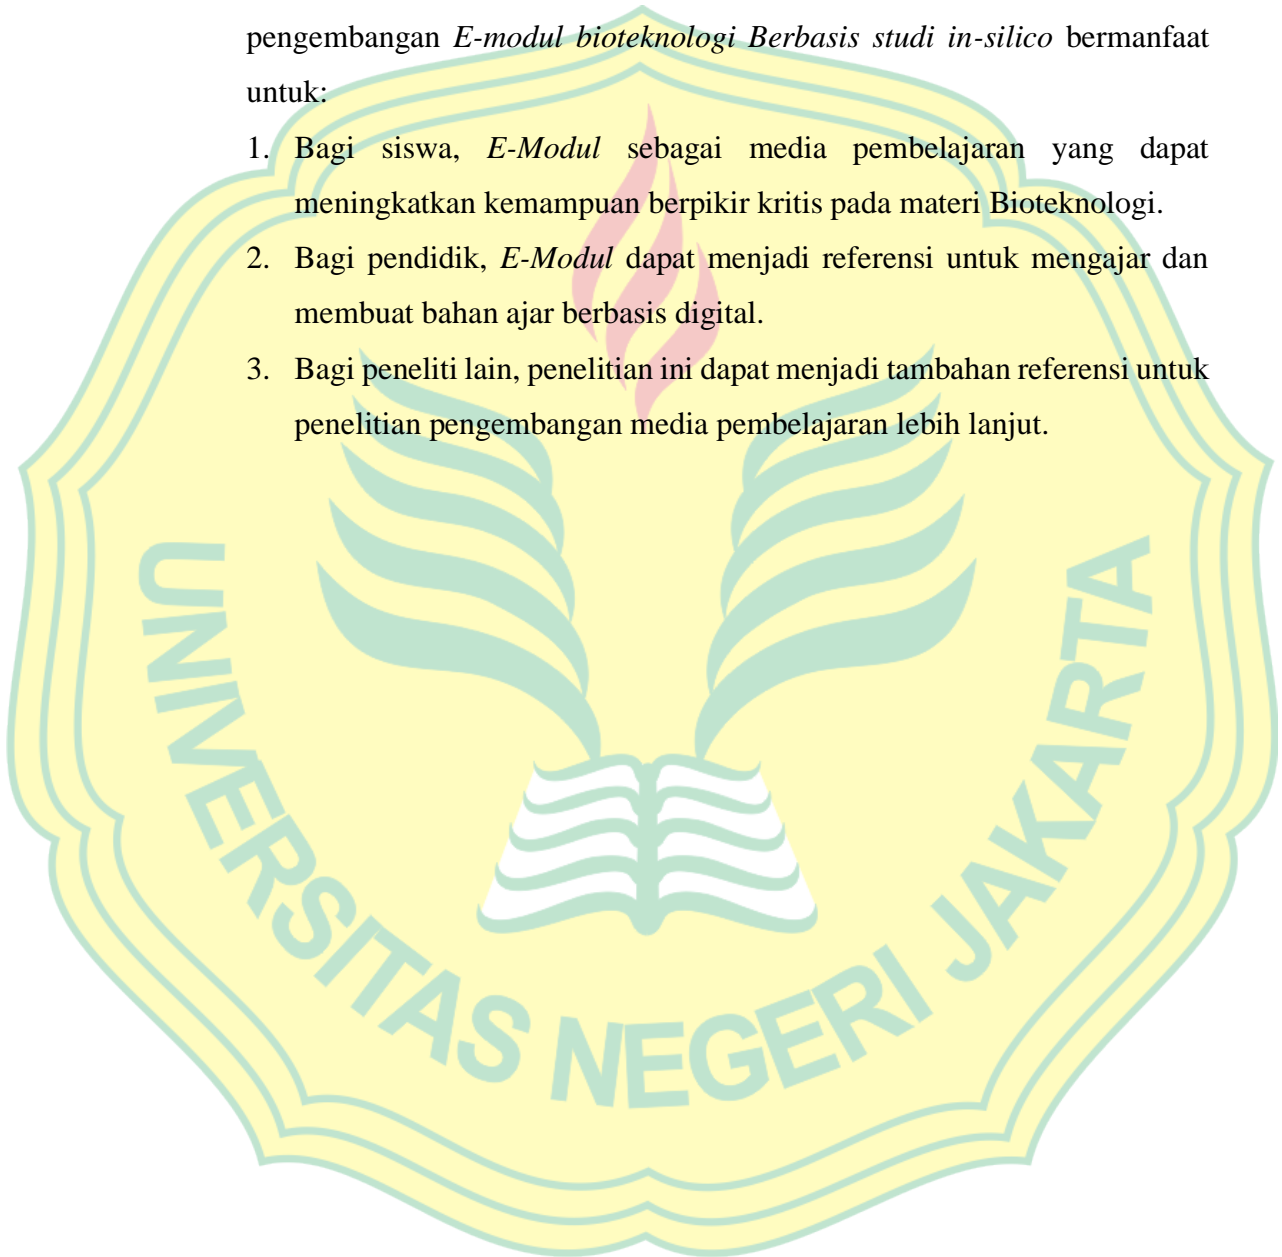 pengembangan E-modul bioteknologi Berbasis studi in-silico bermanfaat
untuk:
1. Bagi siswa, E-Modul sebagai media pembelajaran yang dapat
meningkatkan kemampuan berpikir kritis pada materi Bioteknologi.
2. Bagi pendidik, E-Modul dapat menjadi referensi untuk mengajar dan
membuat bahan ajar berbasis digital.
3. Bagi peneliti lain, penelitian ini dapat menjadi tambahan referensi untuk
penelitian pengembangan media pembelajaran lebih lanjut.
UNIVERSITAS NEGERI JAKARTA